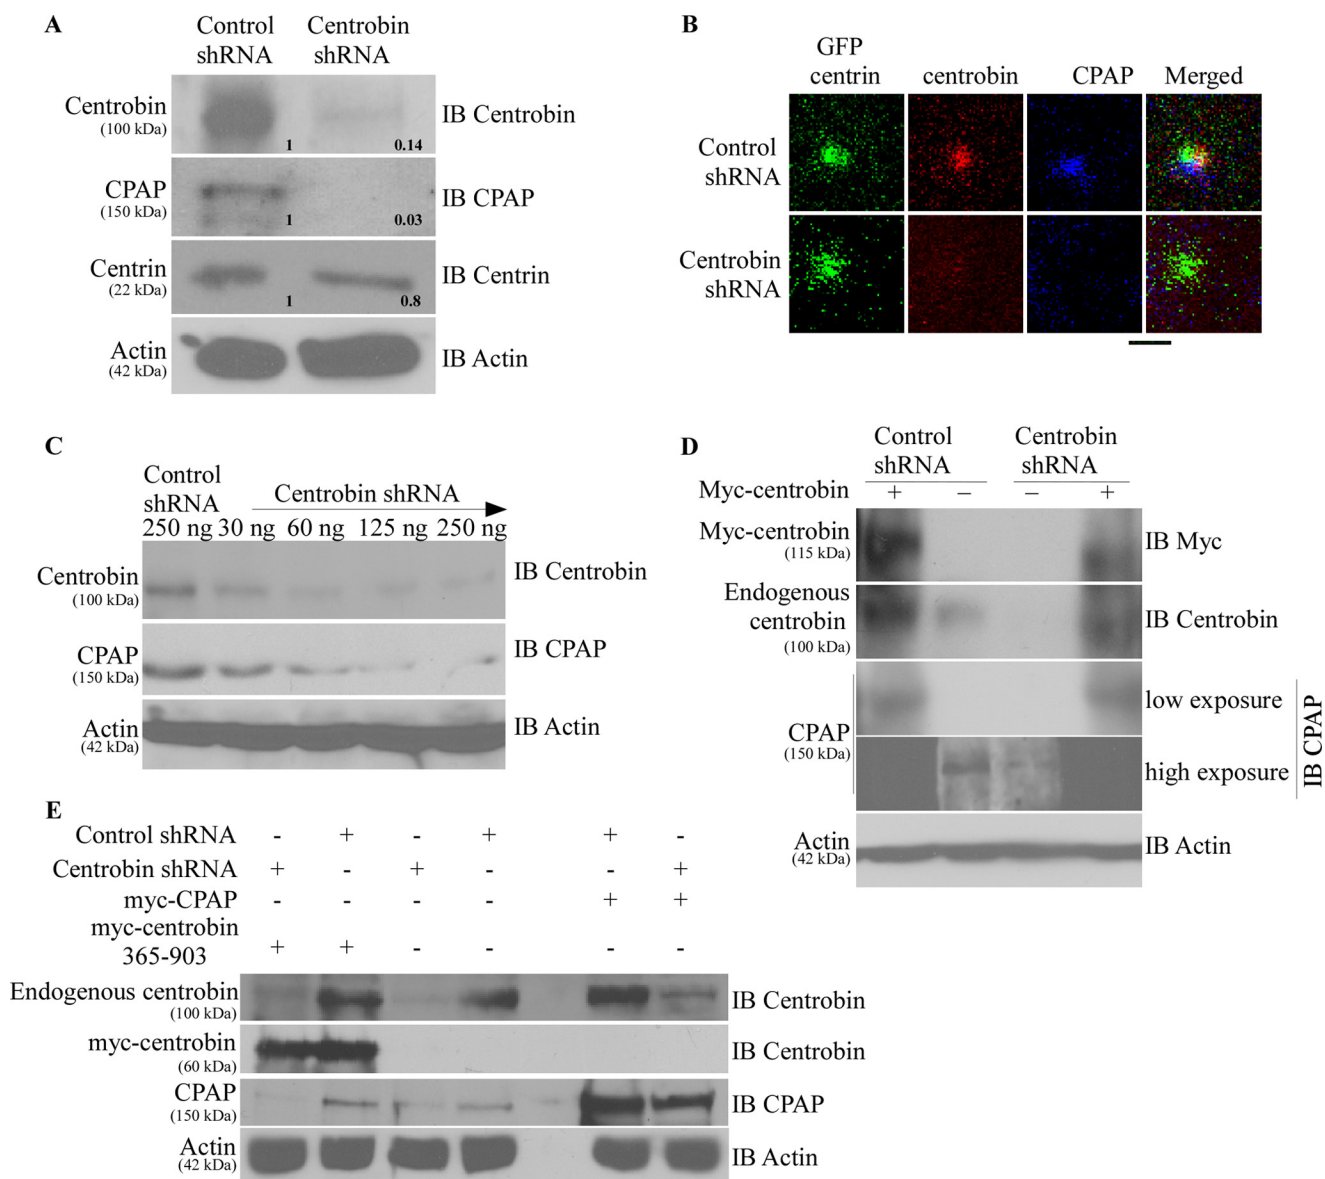 A
Control
shRNA
Centrobin
shRNA
Centrobin
(100 kDa)
1
0.14
IB Centrobin
CPAP
(150 kDa)
1
0.03
IB CPAP
Centrin
(22 kDa)
1
0.8
IB Centrin
Actin
(42 kDa)
IB Actin
B
GFP
centrin
centrobin
CPAP
Merged
Control
shRNA
Centrobin
shRNA
C
Control
shRNA
Centrobin shRNA
250 ng 30 ng 60 ng 125 ng 250 ng
Centrobin
(100 kDa)
IB Centrobin
CPAP
(150 kDa)
IB CPAP
Actin
(42 kDa)
IB Actin
D
Control
shRNA
Centrobin
shRNA
Myc-centrobin + – – +
Myc-centrobin
(115 kDa)
IB Myc
Endogenous
centrobin
(100 kDa)
IB Centrobin
CPAP
(150 kDa)
low exposure
high exposure
IB CPAP
Actin
(42 kDa)
IB Actin
E
Control shRNA - + - + + -
Centrobin shRNA + - + - - +
myc-CPAP - - - - + +
myc-centrobin
365-903 + + - - - -
Endogenous centrobin
(100 kDa)
IB Centrobin
myc-centrobin
(60 kDa)
IB Centrobin
CPAP
(150 kDa)
IB CPAP
Actin
(42 kDa)
IB Actin